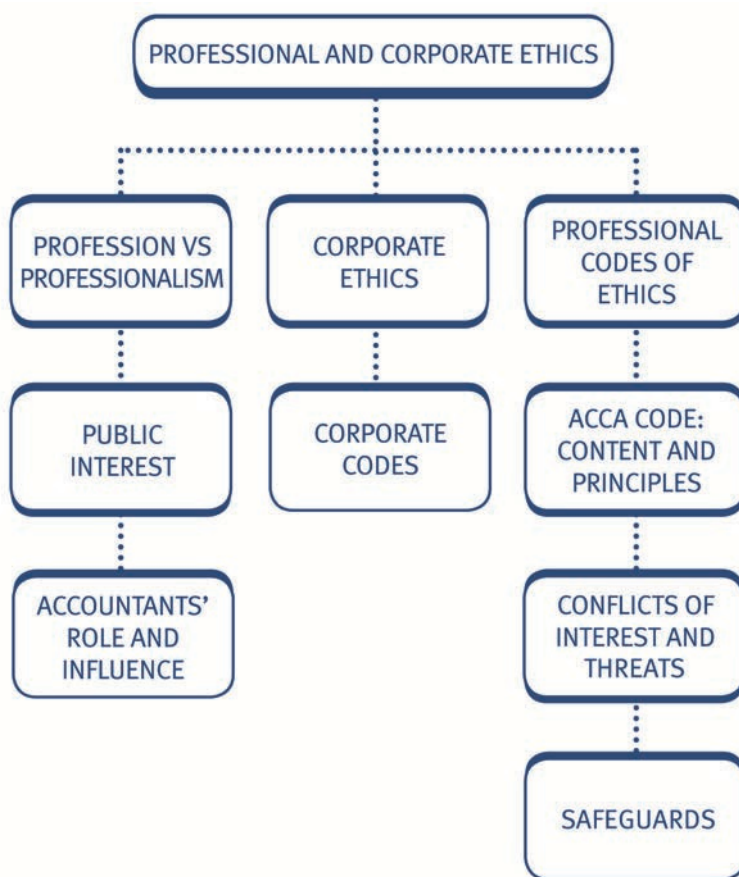 PROFESSIONAL AND CORPORATE ETHICS
PROFESSION VS
PROFESSIONALISM
CORPORATE
ETHICS
PROFESSIONAL
CODES OF
ETHICS
PUBLIC
INTEREST
CORPORATE
CODES
ACCA CODE:
CONTENT AND
PRINCIPLES
ACCOUNTANTS’
ROLE AND
INFLUENCE
CONFLICTS OF
INTEREST AND
THREATS
SAFEGUARDS